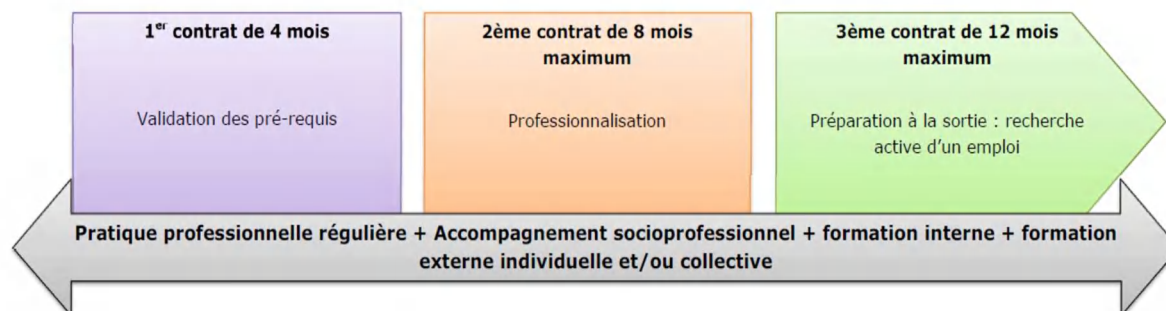 1er contrat de 4 mois
Validation des pré-requis
2ème contrat de 8 mois
maximum
Professionnalisation
3ème contrat de 12 mois
maximum
Préparation à la sortie : recherche
active d'un emploi
Pratique professionnelle régulière + Accompagnement socioprofessionnel + formation interne + formation
externe individuelle et/ou collective